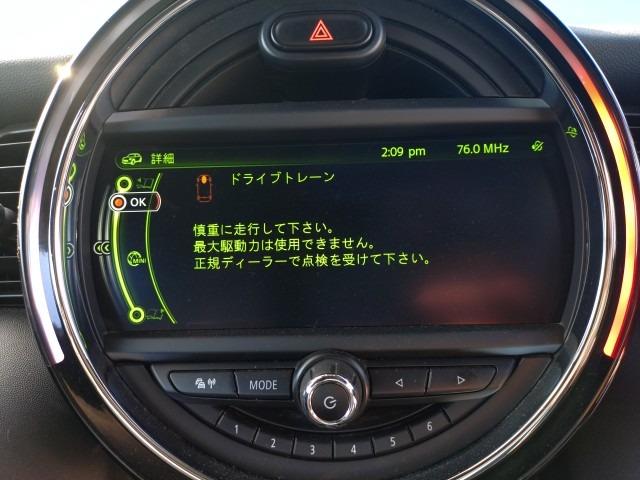 詳細 2:09 pm 76.0 MHz
ドライブトレーン
OK
慎重に走行して下さい。
最大駆動力は使用できません。
正規ディーラーで点検を受けて下さい。
MINI
MODE
1 2 3 4 5 6